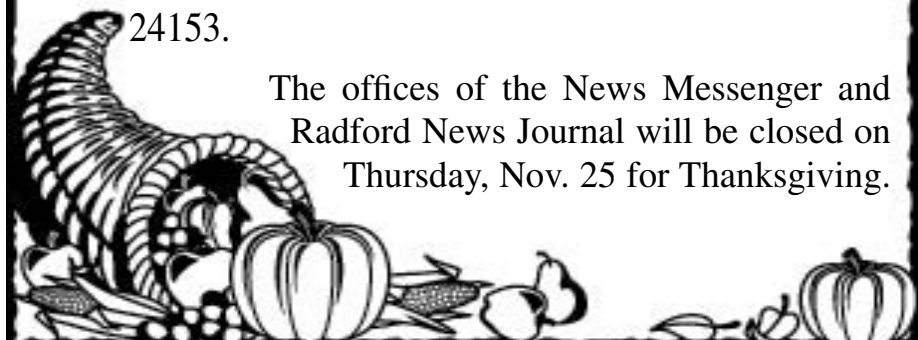 24153.
The offices of the News Messenger and
Radford News Journal will be closed on
Thursday, Nov. 25 for Thanksgiving.